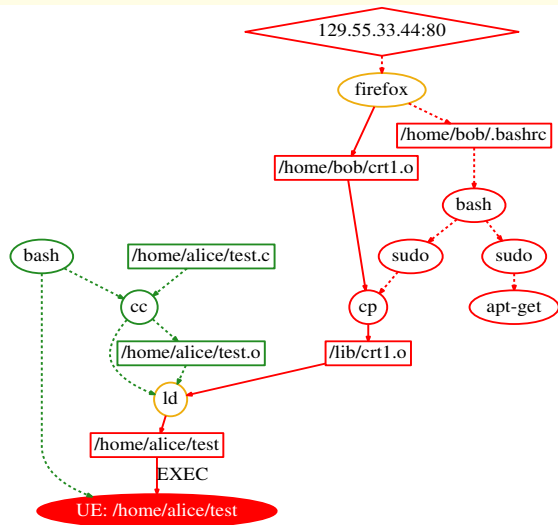 129.55.33.44:80
firefox
/home/bob/.bashrc
/home/bob/crt1.o
bash
bash
/home/alice/test.c
sudo
sudo
cc
cp
apt-get
/home/alice/test.o
/lib/crt1.o
ld
/home/alice/test
EXEC
UE: /home/alice/test